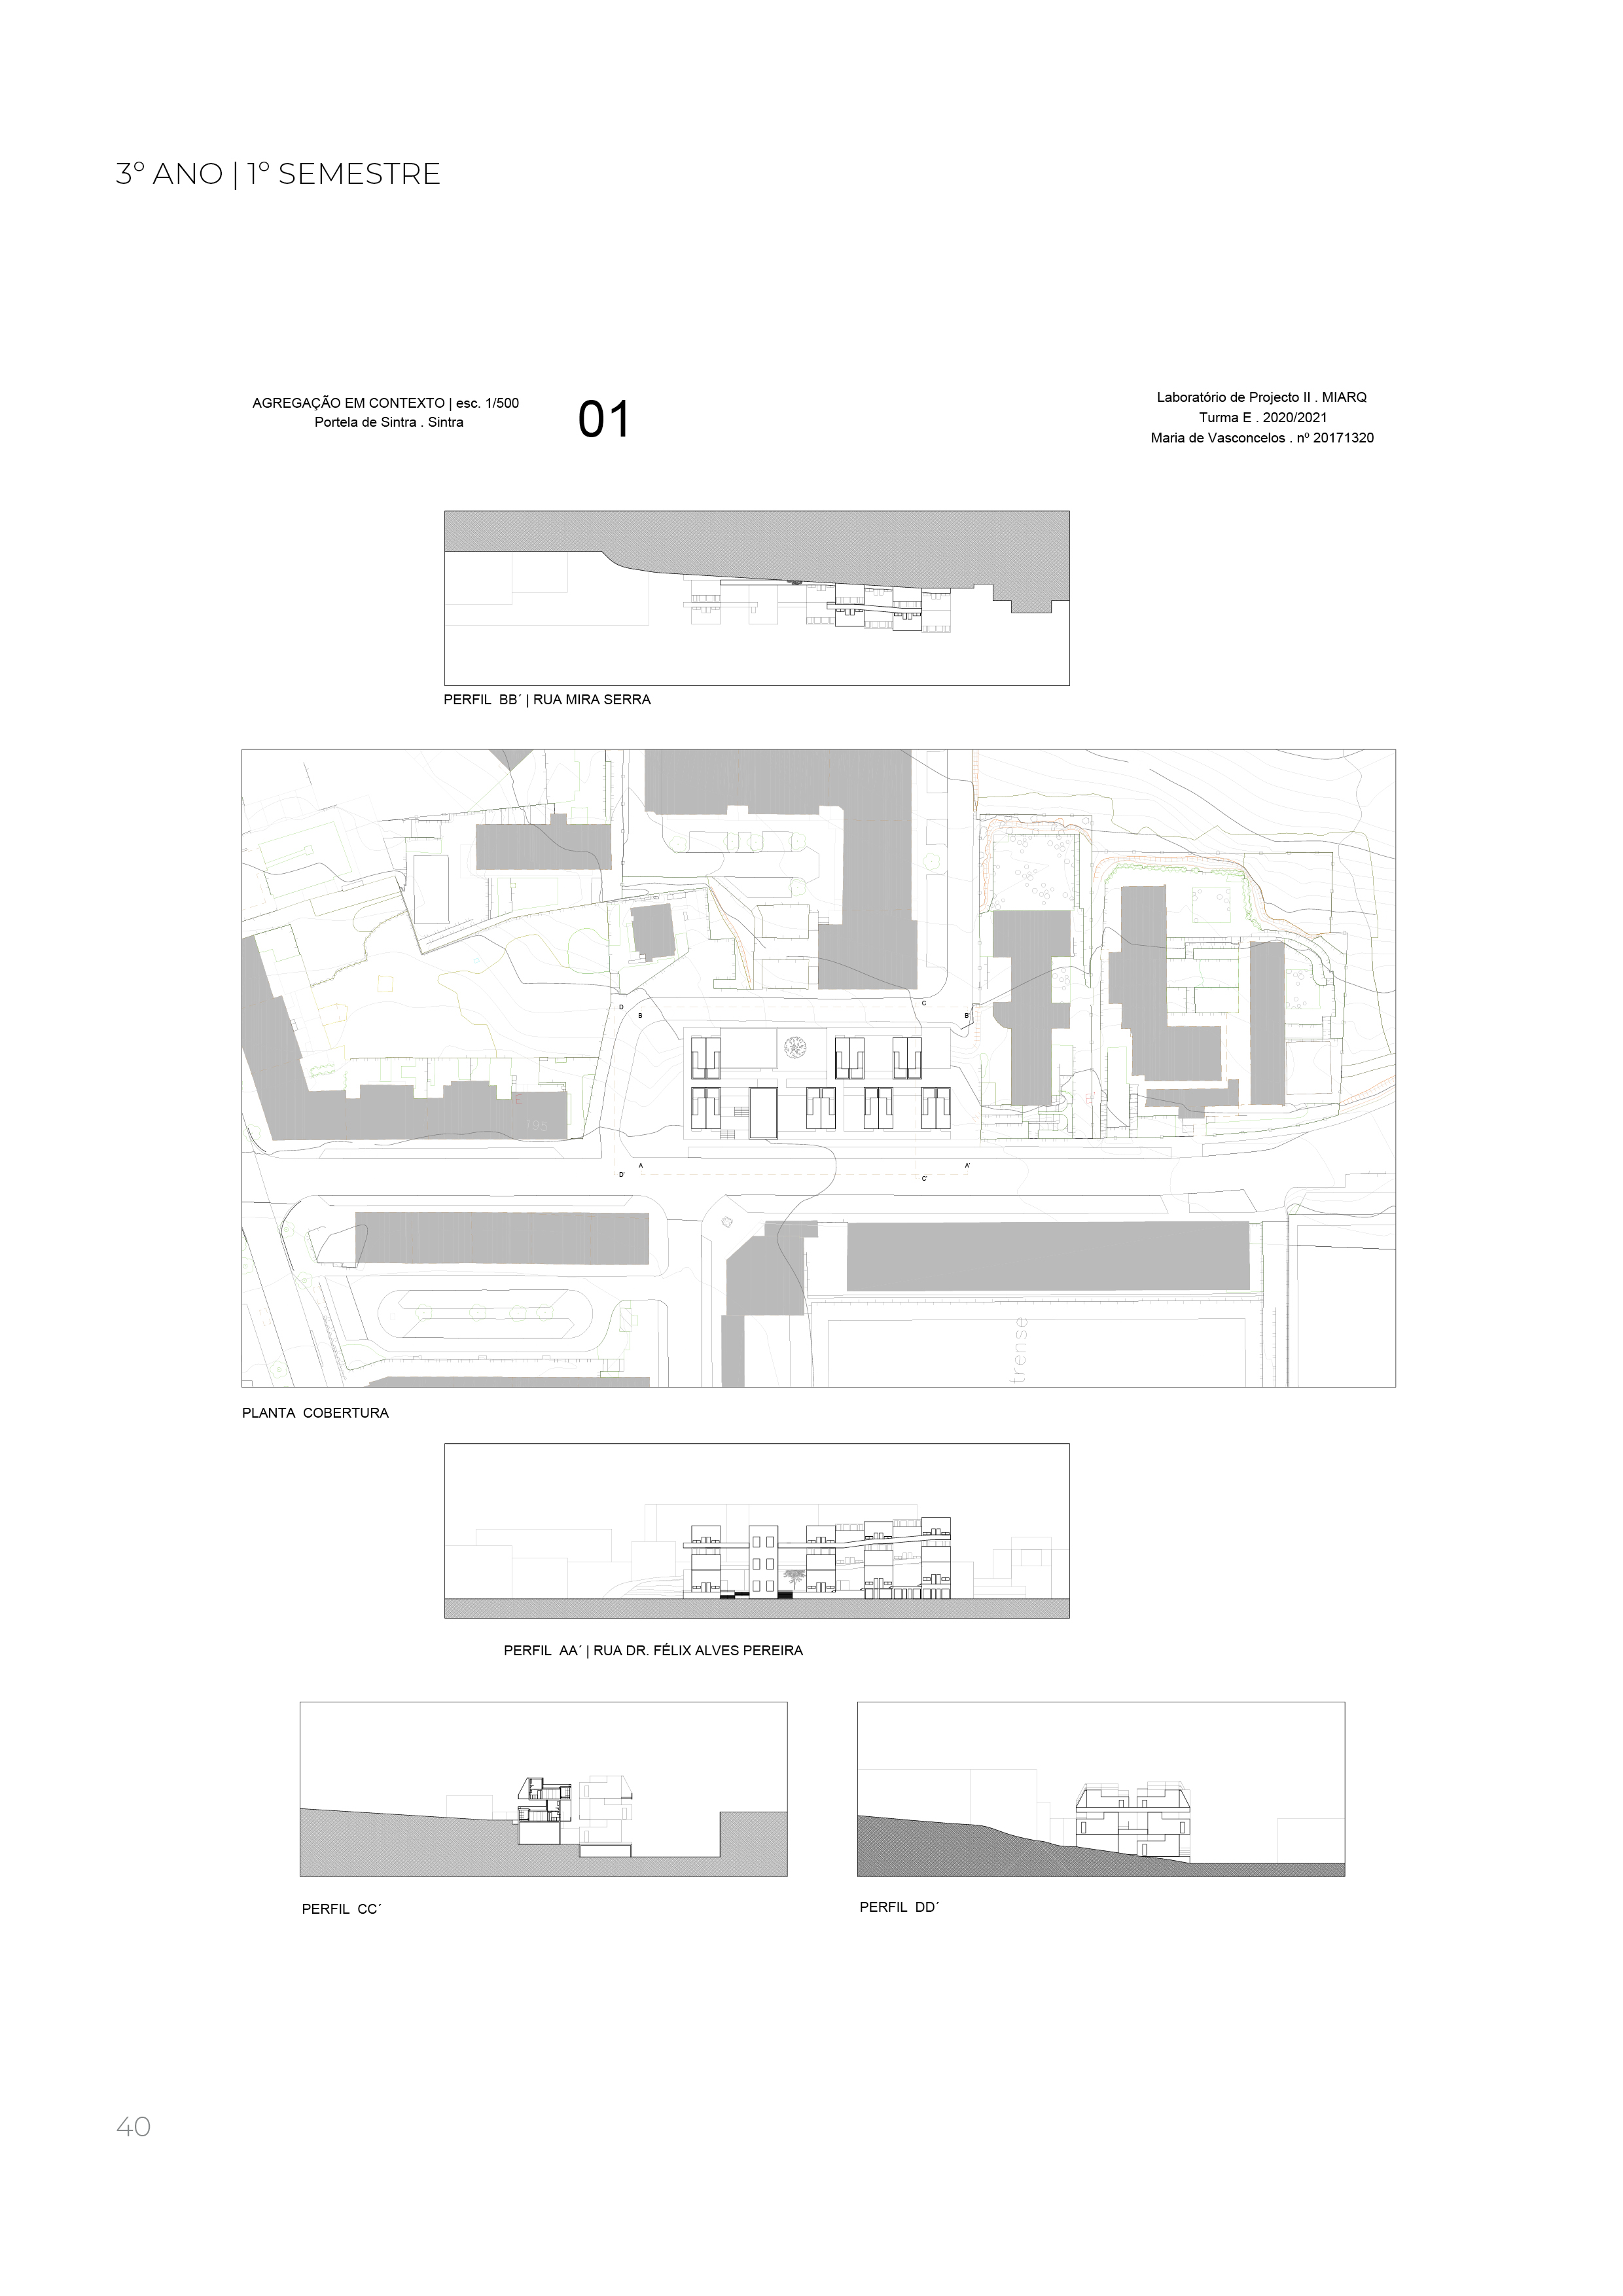 3º ANO | 1º SEMESTRE
AGREGAÇÃO EM CONTEXTO | esc. 1/500
Portela de Sintra . Sintra
01
Laboratório de Projecto II . MIARQ
Turma E . 2020/2021
Maria de Vasconcelos . nº 20171320
PERFIL BB´ | RUA MIRA SERRA
D
C
B
B'
E
E
195
A
A'
D'
C'
trense
PLANTA COBERTURA
PERFIL AA´ | RUA DR. FÉLIX ALVES PEREIRA
PERFIL CC´
PERFIL DD´
40